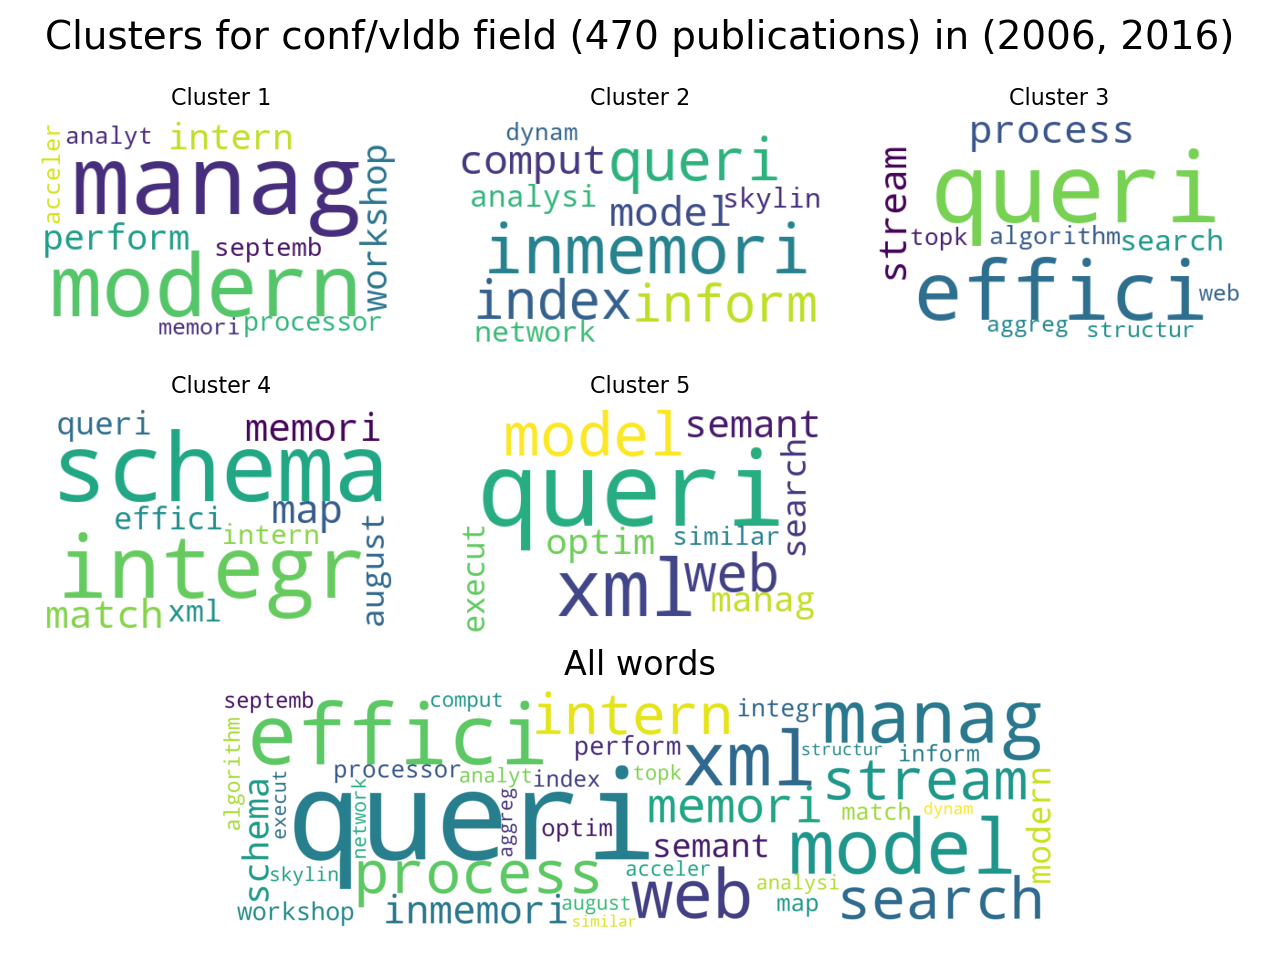 Clusters for conf/vldb field (470 publications) in (2006, 2016)
Cluster 1
acceler
analyt
intern
manag
workshop
perform
septemb
modern
memori
processor
Cluster 2
dynam
comput
queri
analysi
model
skylin
inmemori
index
inform
network
Cluster 3
process
stream
queri
topk
algorithm
search
effici
web
aggreg
structur
Cluster 4
queri
memori
schema
map
effici
intern
august
integr
match
xml
Cluster 5
model
semant
queri
search
execut
optim
similar
xml
web
manag
All words
septemb
effici
comput
intern
integr
manag
algorithm
perform
xml
structur
inform
processor
analyt
index
topk
stream
schema
execut
network
queri
aggreg
optim
memori
match
dynam
modern
semant
model
skylin
process
acceler
web
analysi
search
workshop
inmemori
august
similar
map